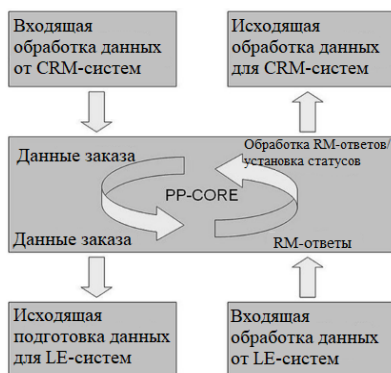 Входящая
обработка данных
от CRM-систем
Исходящая
обработка данных
для CRM-систем
Данные заказа
Обработка RM-ответов/
установка статусов
PP-CORE
Данные заказа
RM-ответы
Исходящая
подготовка данных
для LE-систем
Входящая
обработка данных
от LE-систем